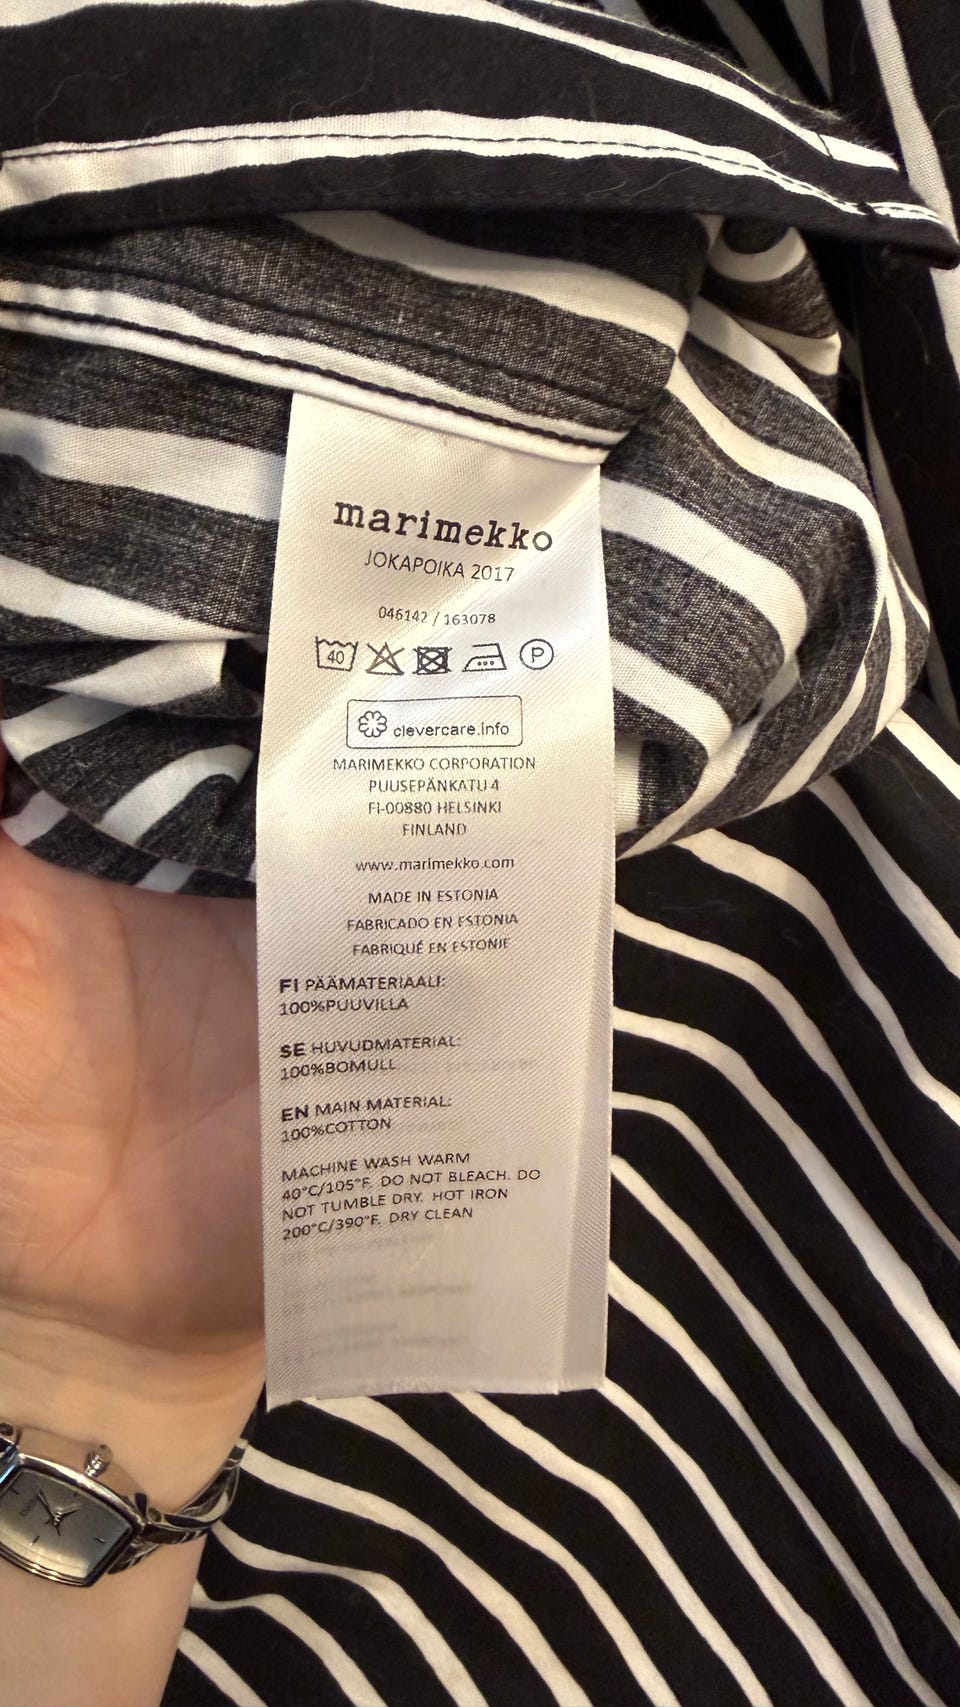 marimekko
JOKAPOIKA 2017
046142 / 163078
40 P
clevercare.info
MARIMEKKO CORPORATION
PUUSEPÄNKATU 4
FI-00880 HELSINKI
FINLAND
www.marimekko.com
MADE IN ESTONIA
FABRICADO EN ESTONIA
FABRIQUÉ EN ESTONIE
FI PÄÄMATERIAALI:
100%PUUVILLA
SE HUVUDMATERIAL:
100%BOMULL
EN MAIN MATERIAL:
100%COTTON
MACHINE WASH WARM
40°C/105°F. DO NOT BLEACH. DO
NOT TUMBLE DRY. HOT IRON
200°C/390°F. DRY CLEAN